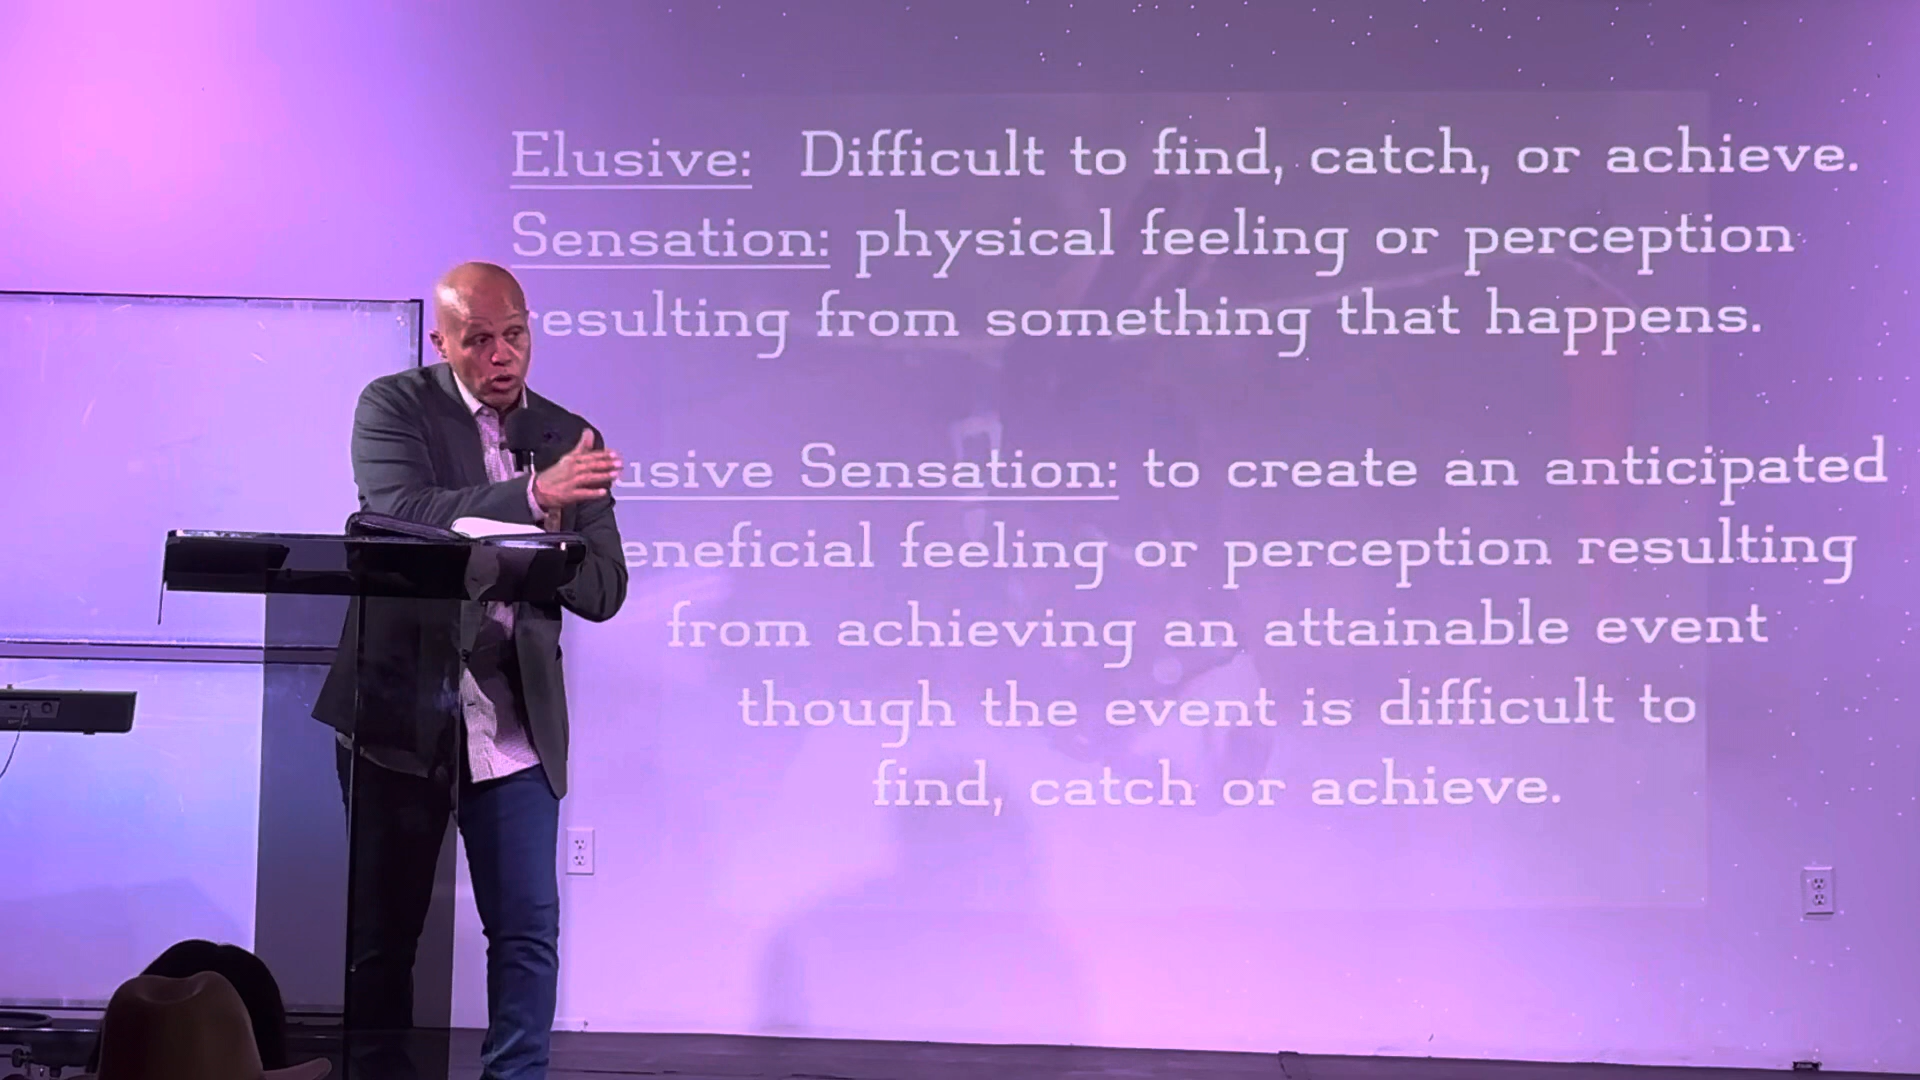 Elusive: Difficult to find, catch, or achieve.
Sensation: physical feeling or perception
resulting from something that happens.
usive Sensation: to create an anticipated
eneficial feeling or perception resulting
from achieving an attainable event
though the event is difficult to
find, catch or achieve.